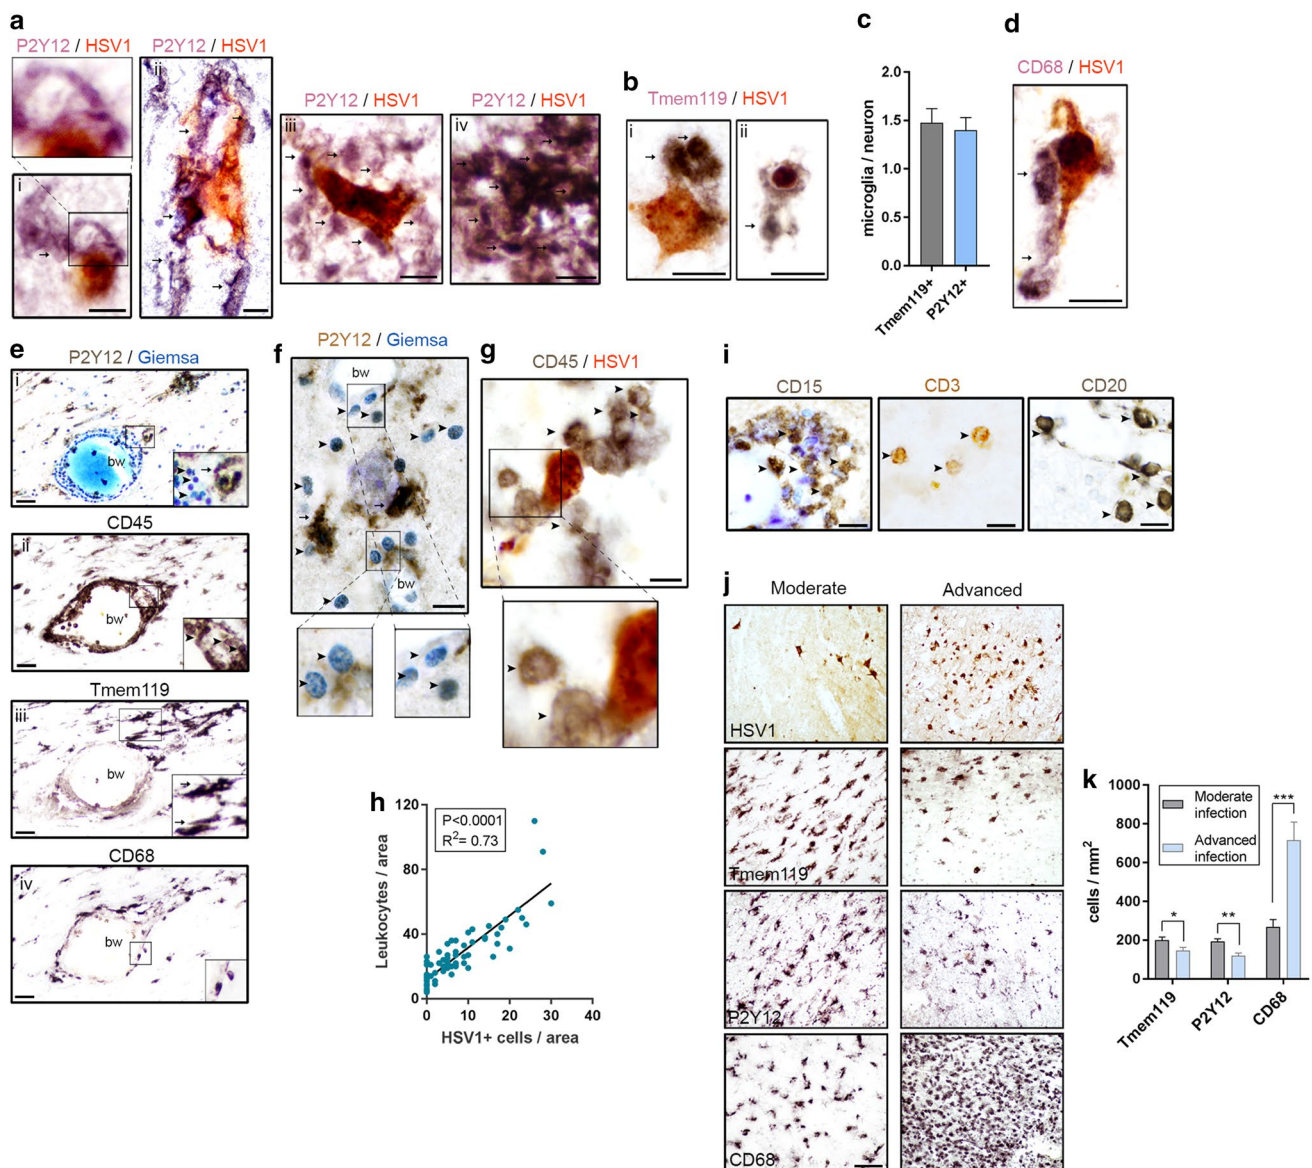 a
P2Y12 / HSV1
i
P2Y12 / HSV1
ii
P2Y12 / HSV1
iii
P2Y12 / HSV1
iv
b
Tmem119 / HSV1
i
ii
c
microglia / neuron
2.0
1.5
1.0
0.5
0.0
Tmem119+
P2Y12+
d
CD68 / HSV1
e
P2Y12 / Giemsa
i
bw
CD45
ii
bw
Tmem119
iii
bw
CD68
iv
bw
f
P2Y12 / Giemsa
bw
bw
g
CD45 / HSV1
h
Leukocytes / area
120
80
40
0
P<0.0001
R2= 0.73
0
10
20
30
40
HSV1+ cells / area
i
CD15
CD3
CD20
j
Moderate
Advanced
HSV1
Tmem119
P2Y12
CD68
k
cells / mm2
1000
800
600
400
200
0
Moderate
infection
Advanced
infection
*
**
***
Tmem119
P2Y12
CD68